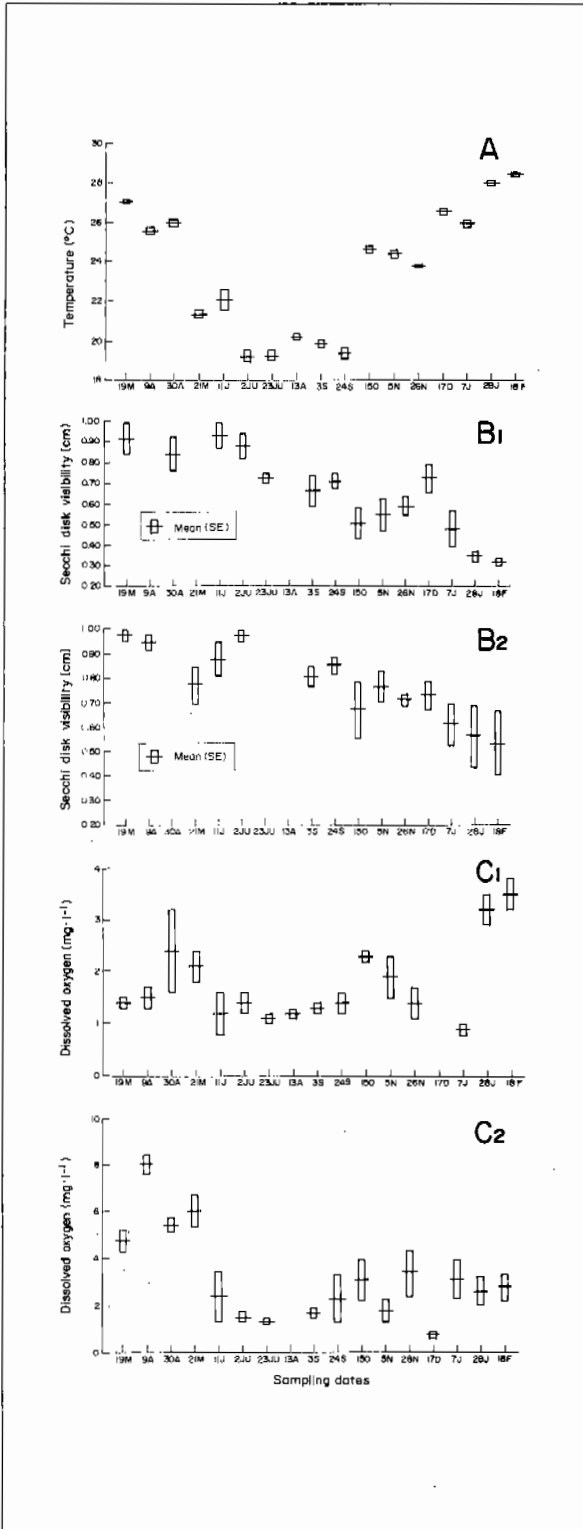 A
30
28
26
24
22
20
18
Temperature (°C)
19M 9A 30A 21M 11J 2JU 23JU 13A 3S 24S 15O 5N 26N 17D 7J 28J 18F
B1
1.00
0.90
0.80
0.70
0.60
0.50
0.40
0.30
0.20
Secchi disk visibility [cm]
Mean (SE)
19M 9A 30A 21M 11J 2JU 23JU 13A 3S 24S 15O 5N 26N 17D 7J 28J 18F
B2
1.00
0.90
0.80
0.70
0.60
0.50
0.40
0.30
0.20
Secchi disk visibility [cm]
Mean (SE)
19M 9A 30A 21M 11J 2JU 23JU 13A 3S 24S 15O 5N 26N 17D 7J 28J 18F
C1
4
3
2
1
0
Dissolved oxygen (mg·l-1)
19M 9A 30A 21M 11J 2JU 23JU 13A 3S 24S 15O 5N 26N 17D 7J 28J 18F
C2
10
8
6
4
2
0
Dissolved oxygen (mg·l-1)
19M 9A 30A 21M 11J 2JU 23JU 13A 3S 24S 15O 5N 26N 17D 7J 28J 18F
Sampling dates